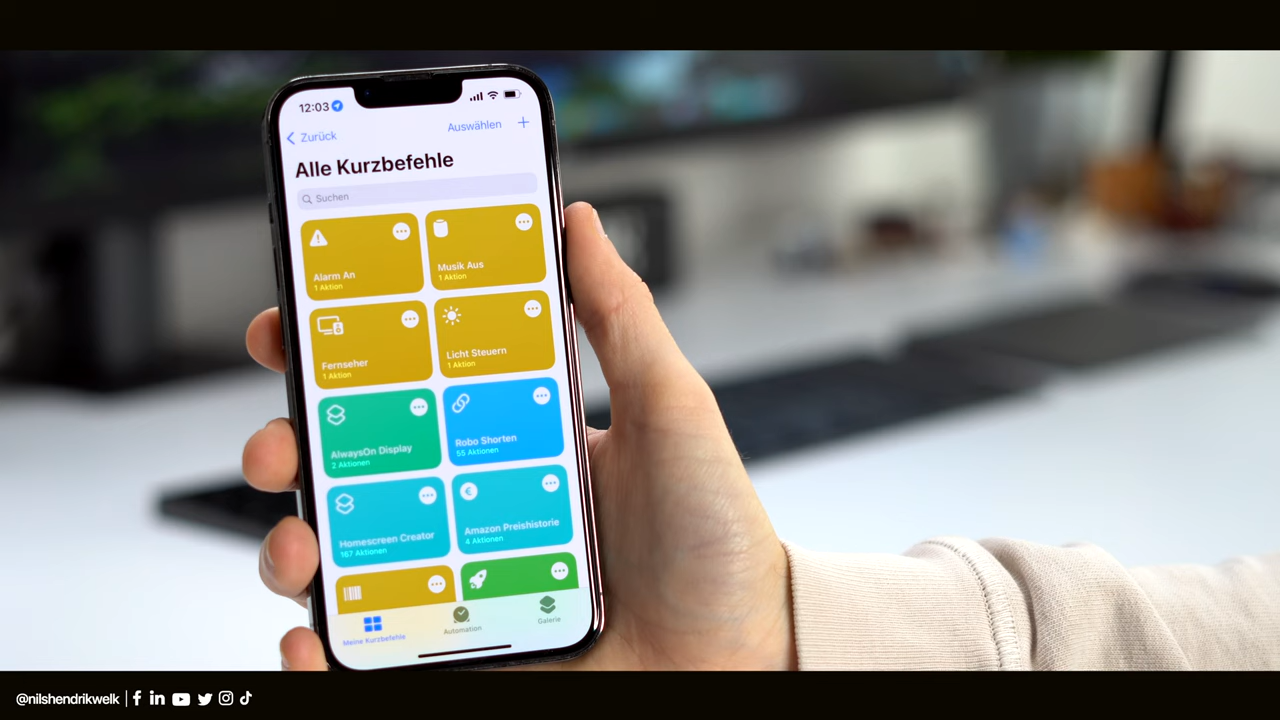 12:03
Zurück
Auswählen
Alle Kurzbefehle
Suchen
Alarm An
1 Aktion
Musik Aus
1 Aktion
Fernseher
1 Aktion
Licht Steuern
1 Aktion
AlwaysOn Display
2 Aktionen
Robo Shorten
55 Aktionen
Homescreen Creator
167 Aktionen
Amazon Preishistorie
4 Aktionen
Meine Kurzbefehle
Automation
Galerie
@nilshendrikwelk